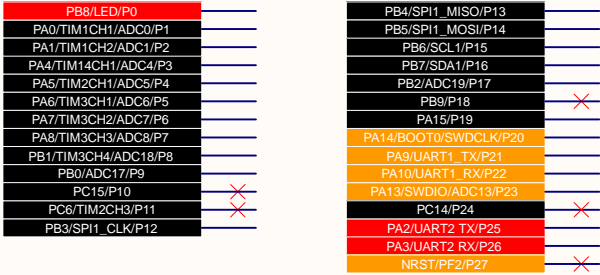 PB8/LED/P0
PA0/TIM1CH1/ADC0/P1
PA1/TIM1CH2/ADC1/P2
PA4/TIM14CH1/ADC4/P3
PA5/TIM2CH1/ADC5/P4
PA6/TIM3CH1/ADC6/P5
PA7/TIM3CH2/ADC7/P6
PA8/TIM3CH3/ADC8/P7
PB1/TIM3CH4/ADC18/P8
PB0/ADC17/P9
PC15/P10
PC6/TIM2CH3/P11
PB3/SPI1_CLK/P12
PB4/SPI1_MISO/P13
PB5/SPI1_MOSI/P14
PB6/SCL1/P15
PB7/SDA1/P16
PB2/ADC19/P17
PB9/P18
PA15/P19
PA14/BOOT0/SWDCLK/P20
PA9/UART1_TX/P21
PA10/UART1_RX/P22
PA13/SWDIO/ADC13/P23
PC14/P24
PA2/UART2 TX/P25
PA3/UART2 RX/P26
NRST/PF2/P27